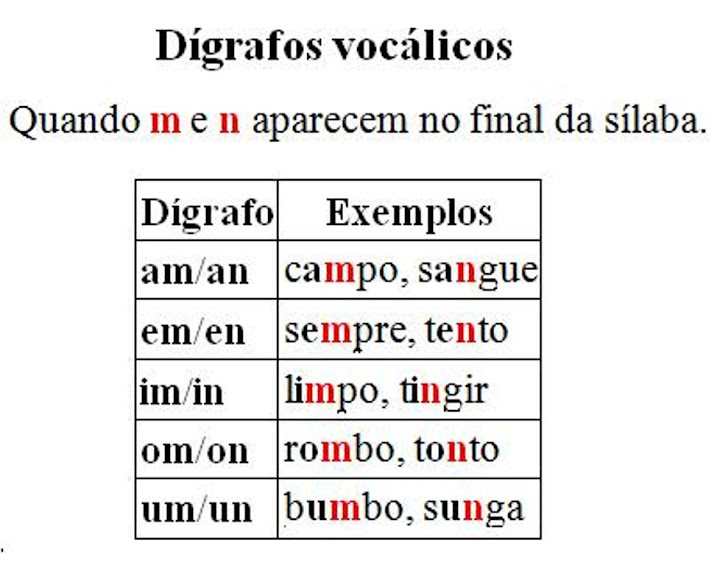 Dígrafos vocálicos
Quando m e n aparecem no final da sílaba.
Dígrafo Exemplos
am/an campo, sangue
em/en sempre, tento
im/in limpo, tingir
om/on rombo, tonto
um/un bumbo, sunga